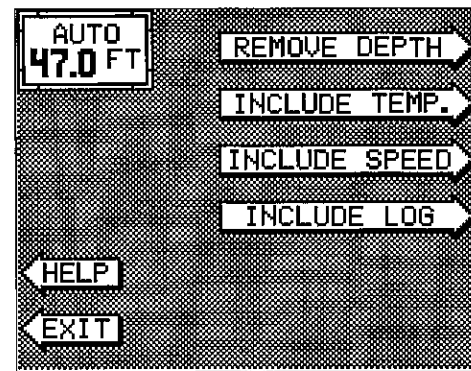 AUTO
47.0 FT
REMOVE DEPTH
INCLUDE TEMP.
INCLUDE SPEED
INCLUDE LOG
HELP
EXIT